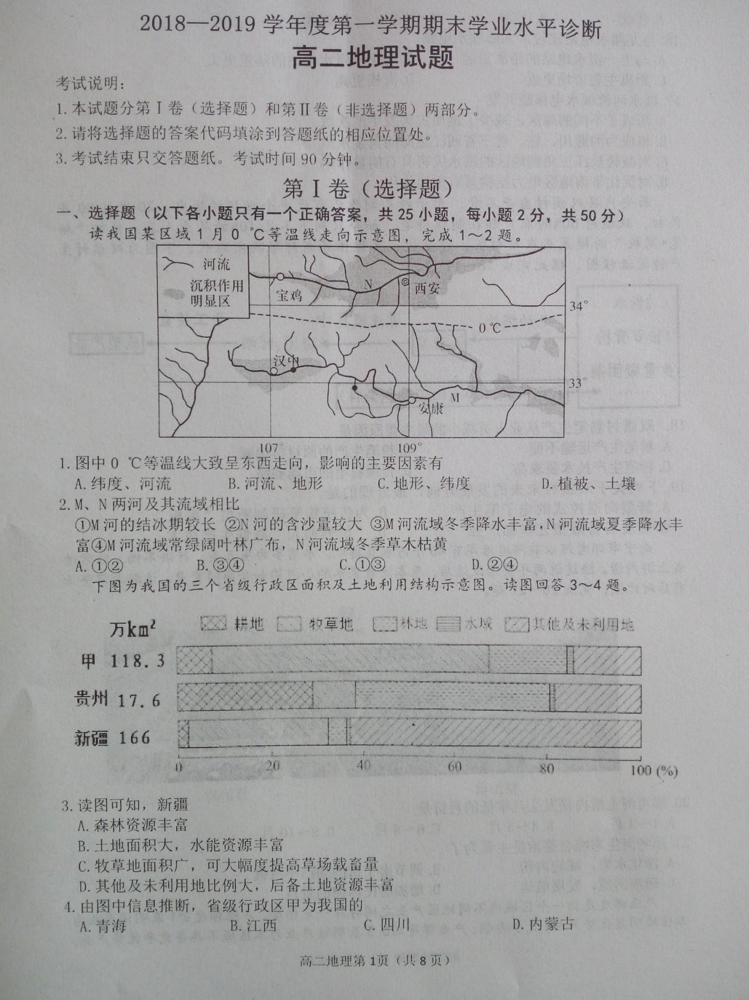 2018—2019 学年度第一学期期末学业水平诊断
高二地理试题
考试说明：
1.本试题分第Ⅰ卷（选择题）和第Ⅱ卷（非选择题）两部分。
2.请将选择题的答案代码填涂到答题纸的相应位置处。
3.考试结束只交答题纸。考试时间 90 分钟。
第Ⅰ卷（选择题）
一、选择题（以下各小题只有一个正确答案，共 25 小题，每小题 2 分，共 50 分）
读我国某区域 1 月 0 ℃等温线走向示意图，完成 1～2 题。
河流
沉积作用
明显区
宝鸡
N
西安
34°
0 ℃
汉中
33°
安康
M
107°
109°
1.图中 0 ℃等温线大致呈东西走向，影响的主要因素有
A.纬度、河流 B.河流、地形 C.地形、纬度 D.植被、土壤
2.M、N 两河及其流域相比
①M 河的结冰期较长 ②N 河的含沙量较大 ③M 河流域冬季降水丰富，N 河流域夏季降水丰
富④M 河流域常绿阔叶林广布，N 河流域冬季草木枯黄
A.①② B.③④ C.①③ D.②④
下图为我国的三个省级行政区面积及土地利用结构示意图。读图回答 3～4 题。
万km² 耕地 牧草地 林地 水域 其他及未利用地
甲 118.3
贵州 17.6
新疆 166
0 20 40 60 80 100 (%)
3.读图可知，新疆
A.森林资源丰富
B.土地面积大，水能资源丰富
C.牧草地面积广，可大幅度提高草场载畜量
D.其他及未利用地比例大，后备土地资源丰富
4.由图中信息推断，省级行政区甲为我国的
A.青海 B.江西 C.四川 D.内蒙古
高二地理第 1页（共 8 页）